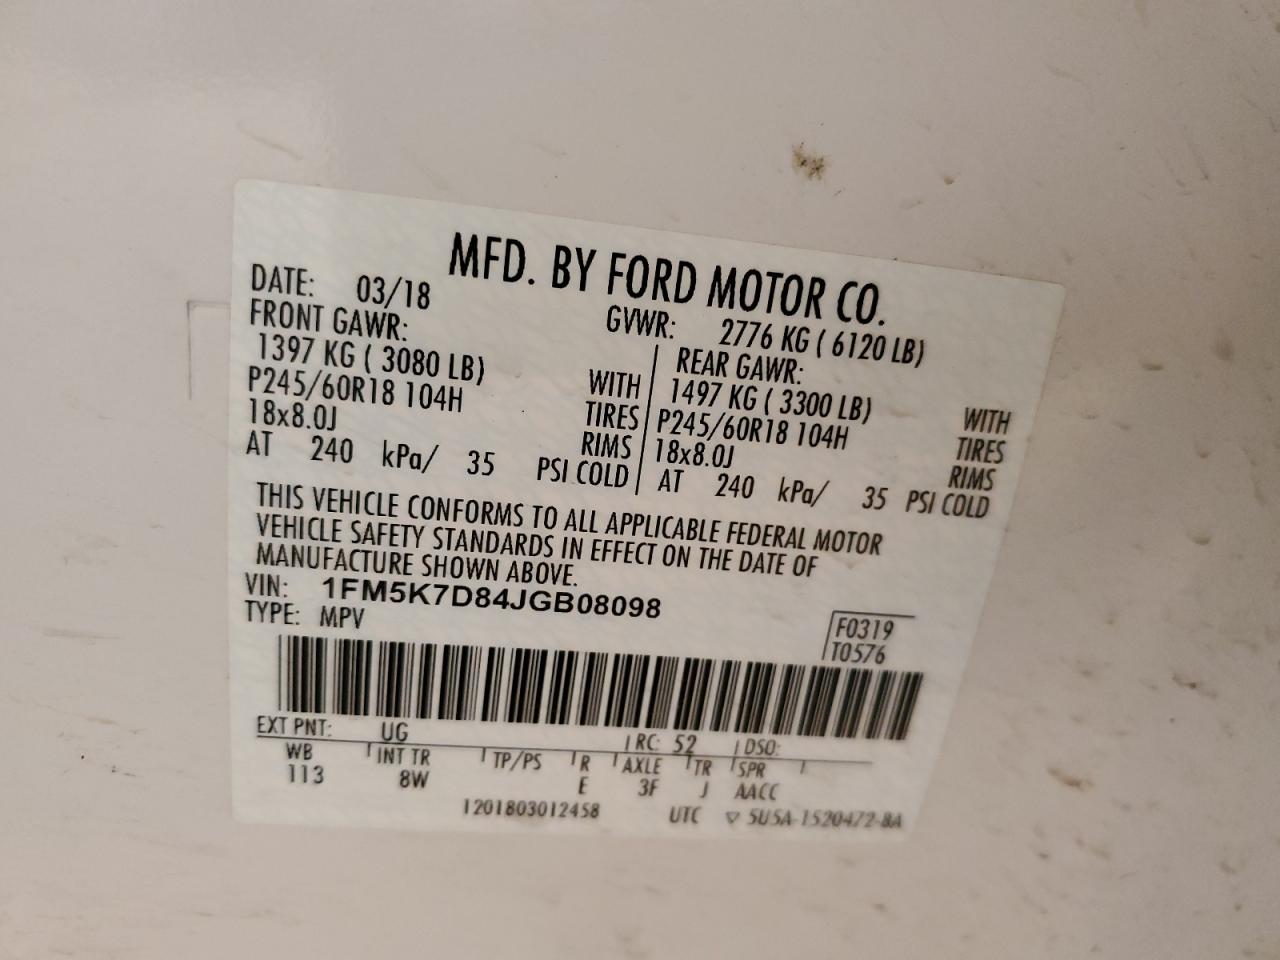 MFD. BY FORD MOTOR CO.
DATE: 03/18
GVWR: 2776 KG ( 6120 LB)
FRONT GAWR:
1397 KG ( 3080 LB) WITH
P245/60R18 104H TIRES
18x8.0J RIMS
AT 240 kPa/ 35 PSI COLD
REAR GAWR:
1497 KG ( 3300 LB) WITH
P245/60R18 104H TIRES
18x8.0J RIMS
AT 240 kPa/ 35 PSI COLD
THIS VEHICLE CONFORMS TO ALL APPLICABLE FEDERAL MOTOR
VEHICLE SAFETY STANDARDS IN EFFECT ON THE DATE OF
MANUFACTURE SHOWN ABOVE.
VIN: 1FM5K7D84JGB08098
TYPE: MPV
F0319
T0576
EXT PNT: UG RC: 52 DSO:
WB INT TR TP/PS R AXLE TR SPR
113 8W E 3F J AACC
1201803012458 UTC ▽ 5U5A-1520472-8A